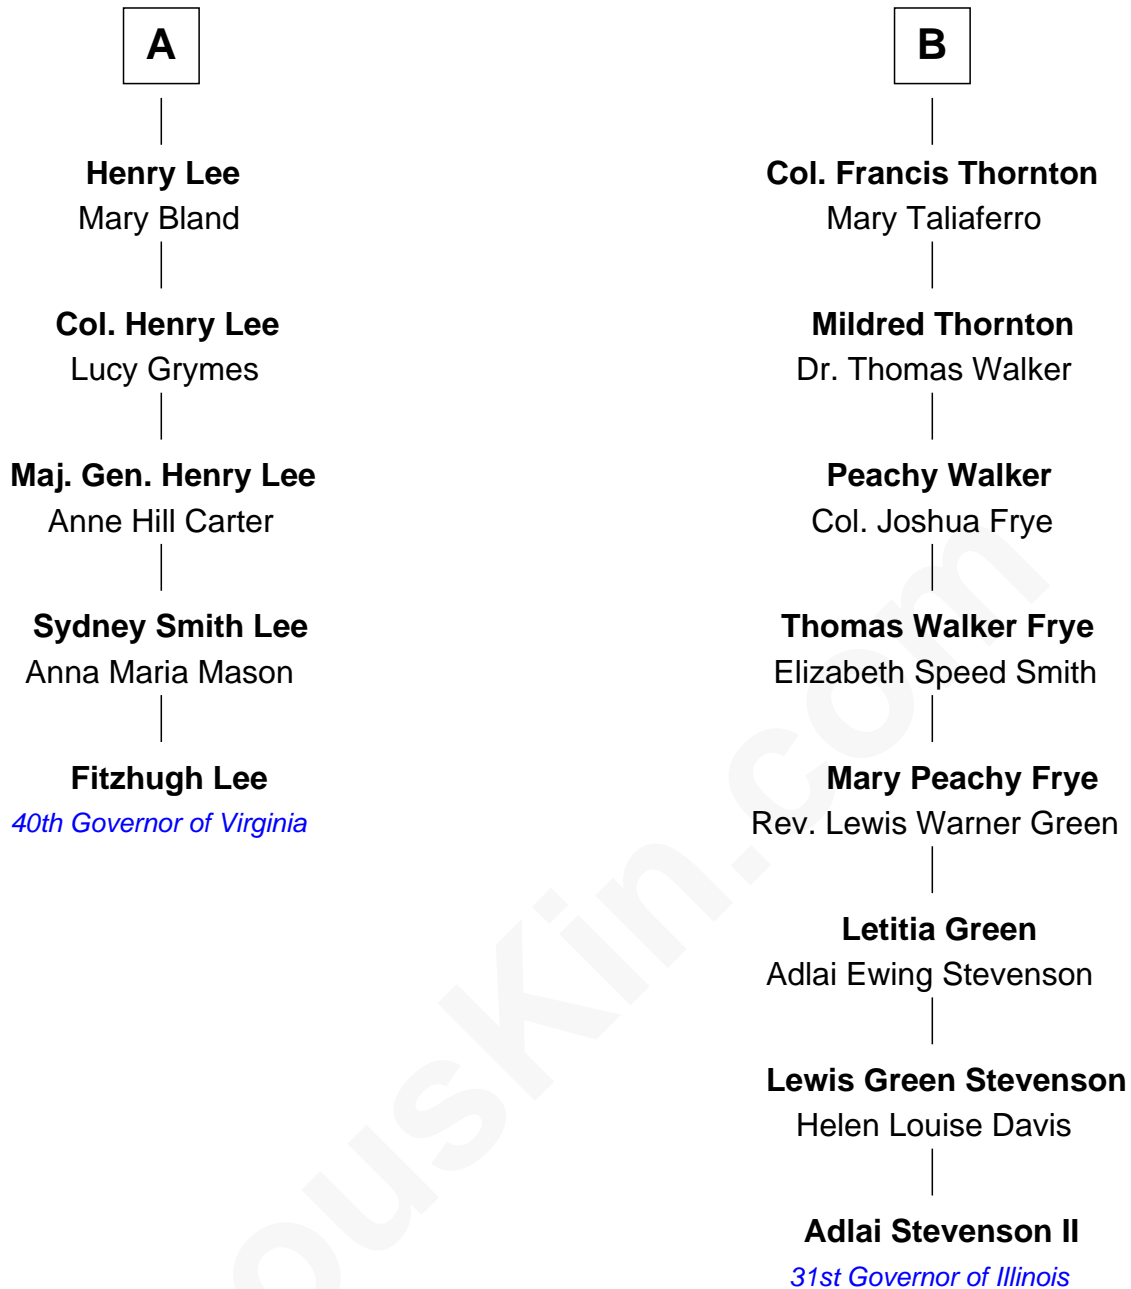 A
Henry Lee
Mary Bland
Col. Henry Lee
Lucy Grymes
Maj. Gen. Henry Lee
Anne Hill Carter
Sydney Smith Lee
Anna Maria Mason
Fitzhugh Lee
40th Governor of Virginia
B
Col. Francis Thornton
Mary Taliaferro
Mildred Thornton
Dr. Thomas Walker
Peachy Walker
Col. Joshua Frye
Thomas Walker Frye
Elizabeth Speed Smith
Mary Peachy Frye
Rev. Lewis Warner Green
Letitia Green
Adlai Ewing Stevenson
Lewis Green Stevenson
Helen Louise Davis
Adlai Stevenson II
31st Governor of Illinois
ouskin.com